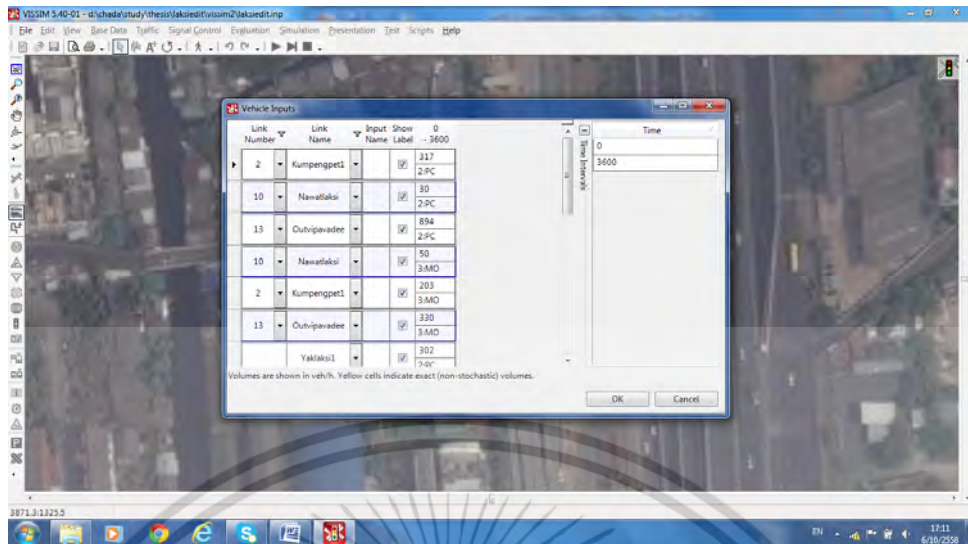 VISSIM 5.40-01 - d:\chada\study\thesis\laksiedit\vissim2\laksiedit.inp
File Edit View Base Data Traffic Signal Control Evaluation Simulation Presentation Test Scripts Help
Vehicle Inputs
Link Number Link Name Input Name Show Label 0 - 3600
2 Kumpengpet1 317
2:PC
10 Nawatlaksi 30
2:PC
13 Outvipavadee 894
2:PC
10 Nawatlaksi 50
3:MO
2 Kumpengpet1 203
3:MO
13 Outvipavadee 330
3:MO
Yaklaksi1 302
2:PC
Time Intervals
Time
0
3600
Volumes are shown in veh/h. Yellow cells indicate exact (non-stochastic) volumes.
OK Cancel
3871.3:1325.5
EN 17:11
6/10/2558